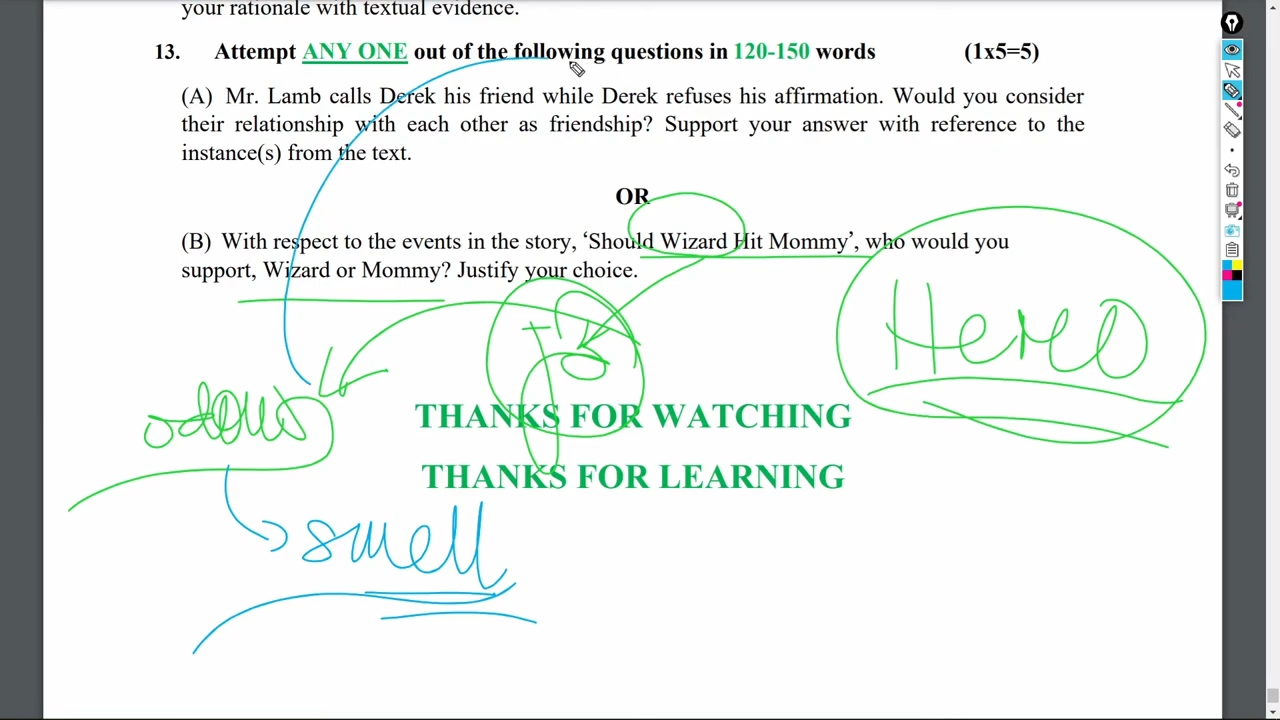 your rationale with textual evidence.
13. Attempt ANY ONE out of the following questions in 120-150 words (1x5=5)
(A) Mr. Lamb calls Derek his friend while Derek refuses his affirmation. Would you consider
their relationship with each other as friendship? Support your answer with reference to the
instance(s) from the text.
OR
(B) With respect to the events in the story, ‘Should Wizard Hit Mommy’, who would you
support, Wizard or Mommy? Justify your choice.
Hero
THANKS FOR WATCHING
THANKS FOR LEARNING
smell